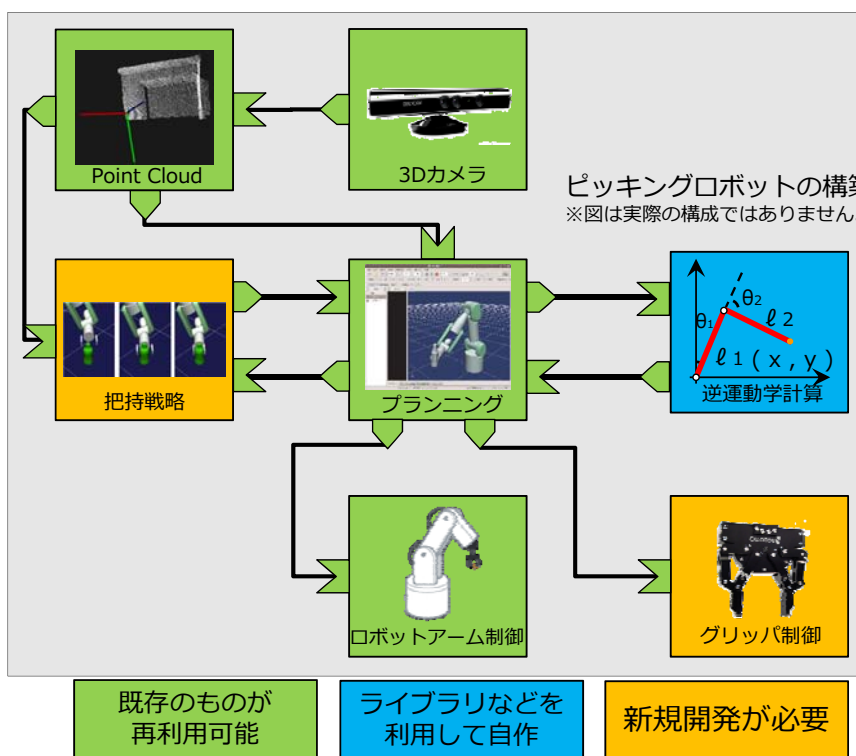 Point Cloud
3Dカメラ
ピッキングロボットの構築
※図は実際の構成ではありません
把持戦略
プランニング
θ1
θ2
ℓ2
ℓ1(x,y)
逆運動学計算
ロボットアーム制御
グリッパ制御
既存のものが
再利用可能
ライブラリなどを
利用して自作
新規開発が必要